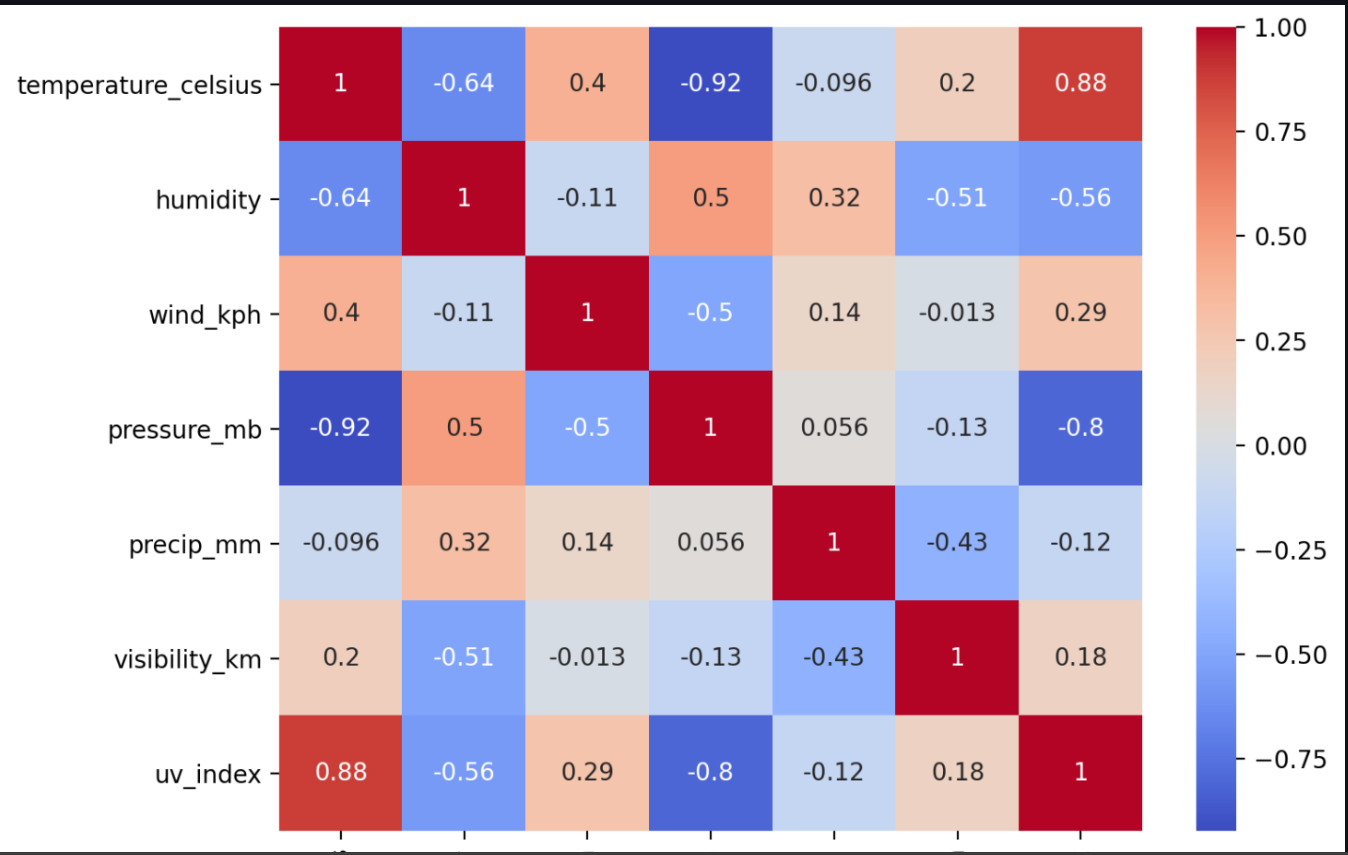 temperature_celsius 1 -0.64 0.4 -0.92 -0.096 0.2 0.88
humidity -0.64 1 -0.11 0.5 0.32 -0.51 -0.56
wind_kph 0.4 -0.11 1 -0.5 0.14 -0.013 0.29
pressure_mb -0.92 0.5 -0.5 1 0.056 -0.13 -0.8
precip_mm -0.096 0.32 0.14 0.056 1 -0.43 -0.12
visibility_km 0.2 -0.51 -0.013 -0.13 -0.43 1 0.18
uv_index 0.88 -0.56 0.29 -0.8 -0.12 0.18 1
1.00
0.75
0.50
0.25
0.00
−0.25
−0.50
−0.75